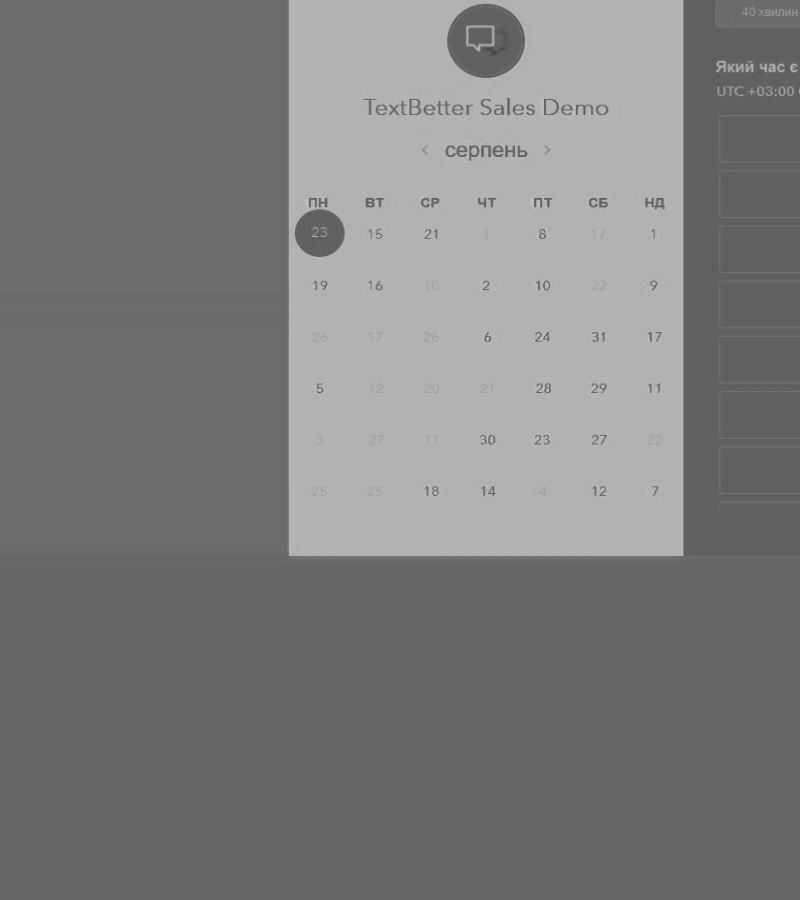 40 хвилин
TextBetter Sales Demo
Який час є
UTC +03:00
< серпень >
ПН ВТ СР ЧТ ПТ СБ НД
23 15 21 1 8 17 1
19 16 10 2 10 22 9
26 17 26 6 24 31 17
5 12 20 21 28 29 11
3 27 11 30 23 27 22
25 25 18 14 4 12 7